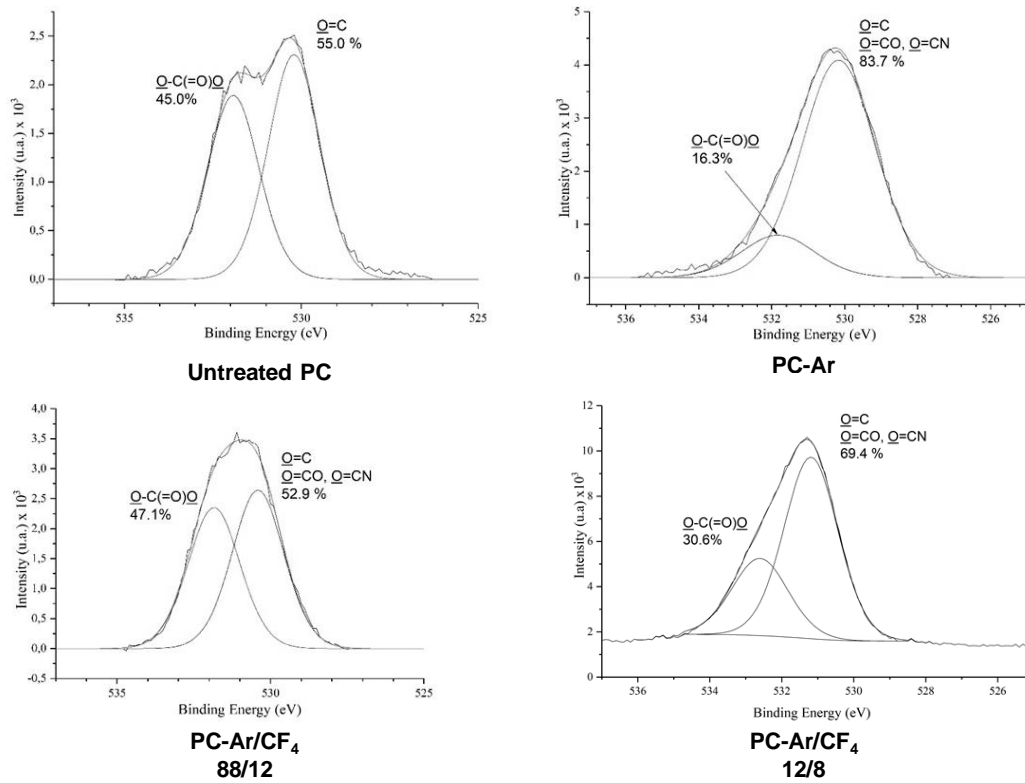 2,5
2,0
1,5
1,0
0,5
0,0
Intensity (u.a.) x 10³
O=C
55.0 %
O-C(=O)O
45.0%
535
530
525
Binding Energy (eV)
Untreated PC
5
4
3
2
1
0
Intensity (u.a.) x 10³
O=C
O=CO, O=CN
83.7 %
O-C(=O)O
16.3%
536
534
532
530
528
526
Binding Energy (eV)
PC-Ar
4,0
3,5
3,0
2,5
2,0
1,5
1,0
0,5
0,0
-0,5
Intensity (u.a.) x 10³
O=C
O=CO, O=CN
52.9 %
O-C(=O)O
47.1%
535
530
525
Binding Energy (eV)
PC-Ar/CF₄
88/12
12
10
8
6
4
2
0
Intensity (u.a) x 10³
O=C
O=CO, O=CN
69.4 %
O-C(=O)O
30.6%
536
534
532
530
528
526
Binding Energy (eV)
PC-Ar/CF₄
12/8